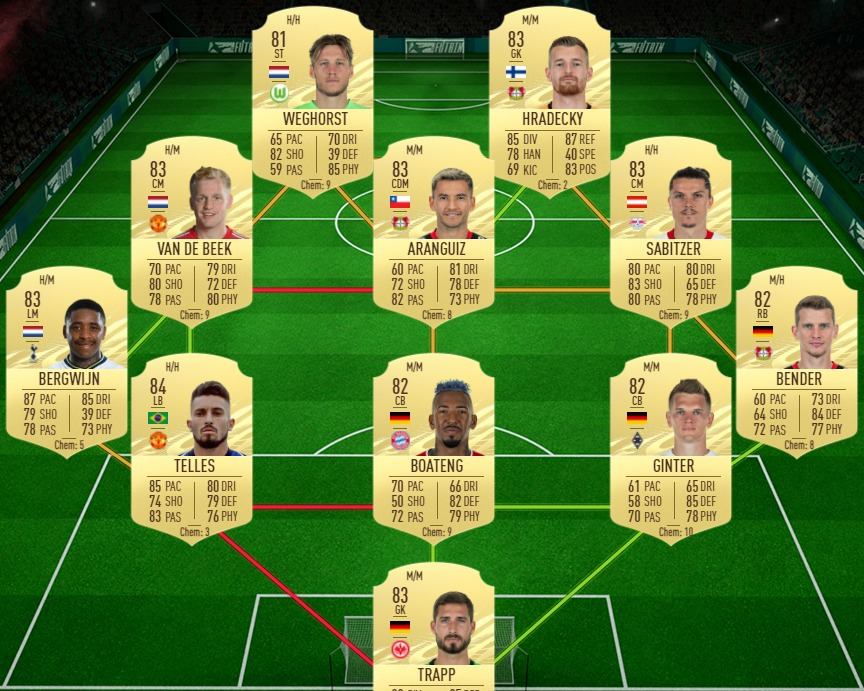 H/H
81
ST
WEGHORST
65 PAC 70 DRI
82 SHO 39 DEF
59 PAS 85 PHY
Chem: 9
M/M
83
GK
HRADECKY
85 DIV 87 REF
78 HAN 40 SPE
69 KIC 83 POS
Chem: 2
H/M
83
CM
VAN DE BEEK
70 PAC 79 DRI
80 SHO 72 DEF
78 PAS 80 PHY
Chem: 9
M/M
83
CDM
ARANGUIZ
60 PAC 81 DRI
72 SHO 78 DEF
82 PAS 73 PHY
Chem: 8
H/H
83
CM
SABITZER
80 PAC 80 DRI
83 SHO 65 DEF
80 PAS 78 PHY
Chem: 9
H/M
83
LM
BERGWIJN
87 PAC 85 DRI
79 SHO 39 DEF
78 PAS 73 PHY
Chem: 5
M/H
82
RB
BENDER
60 PAC 73 DRI
64 SHO 84 DEF
72 PAS 77 PHY
Chem: 8
H/H
84
LB
TELLES
85 PAC 80 DRI
74 SHO 79 DEF
83 PAS 76 PHY
Chem: 3
M/M
82
CB
BOATENG
70 PAC 66 DRI
50 SHO 82 DEF
72 PAS 79 PHY
Chem: 9
M/M
82
CB
GINTER
61 PAC 65 DRI
58 SHO 85 DEF
70 PAS 78 PHY
Chem: 10
M/M
83
GK
TRAPP